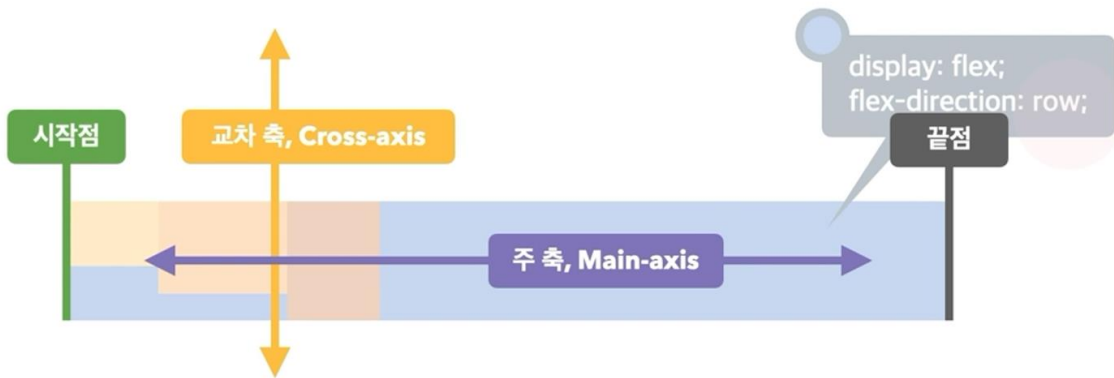 display: flex;
flex-direction: row;
시작점
교차 축, Cross-axis
끝점
주 축, Main-axis